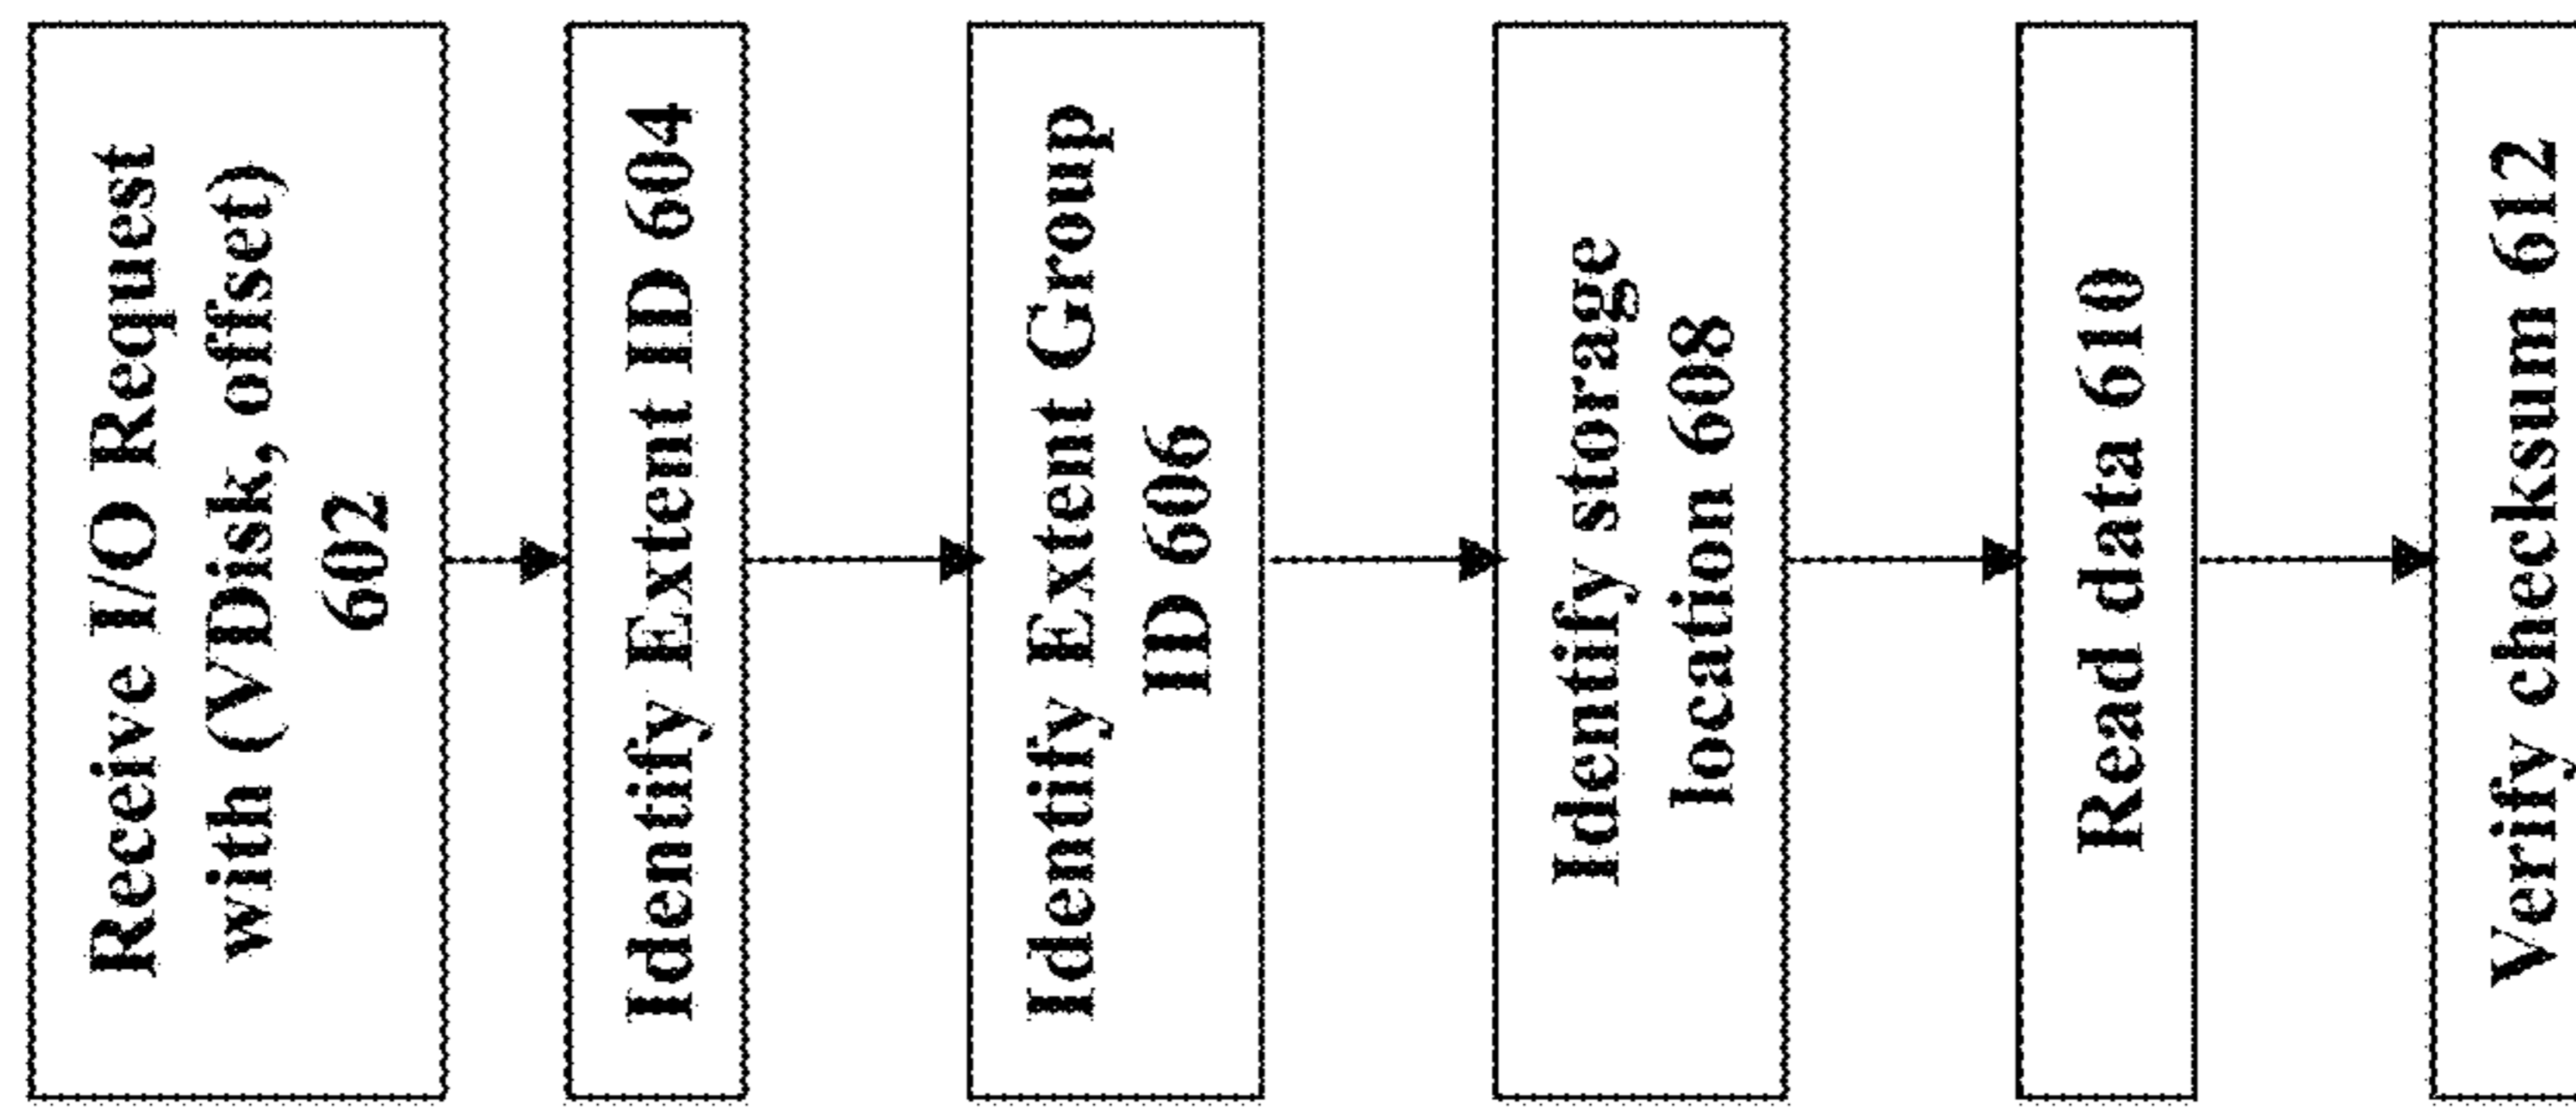 Receive I/O Request
with (VDisk, offset)
602
Identify Extent ID 604
Identify Extent Group
ID 606
Identify storage
location 608
Read data 610
Verify checksum 612